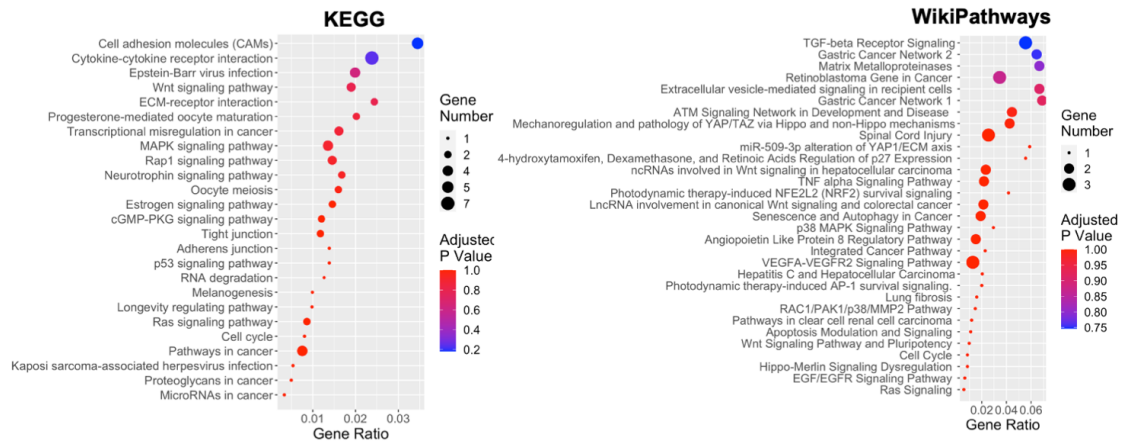 KEGG
Cell adhesion molecules (CAMs)
Cytokine-cytokine receptor interaction
Epstein-Barr virus infection
Wnt signaling pathway
ECM-receptor interaction
Progesterone-mediated oocyte maturation
Transcriptional misregulation in cancer
MAPK signaling pathway
Rap1 signaling pathway
Neurotrophin signaling pathway
Oocyte meiosis
Estrogen signaling pathway
cGMP-PKG signaling pathway
Tight junction
Adherens junction
p53 signaling pathway
RNA degradation
Melanogenesis
Longevity regulating pathway
Ras signaling pathway
Cell cycle
Pathways in cancer
Kaposi sarcoma-associated herpesvirus infection
Proteoglycans in cancer
MicroRNAs in cancer
0.01 0.02 0.03
Gene Ratio
Gene
Number
1
2
4
5
7
Adjusted
P Value
1.0
0.8
0.6
0.4
0.2
WikiPathways
TGF-beta Receptor Signaling
Gastric Cancer Network 2
Matrix Metalloproteinases
Retinoblastoma Gene in Cancer
Extracellular vesicle-mediated signaling in recipient cells
Gastric Cancer Network 1
ATM Signaling Network in Development and Disease
Mechanoregulation and pathology of YAP/TAZ via Hippo and non-Hippo mechanisms
Spinal Cord Injury
miR-509-3p alteration of YAP1/ECM axis
4-hydroxytamoxifen, Dexamethasone, and Retinoic Acids Regulation of p27 Expression
ncRNAs involved in Wnt signaling in hepatocellular carcinoma
TNF alpha Signaling Pathway
Photodynamic therapy-induced NFE2L2 (NRF2) survival signaling
LncRNA involvement in canonical Wnt signaling and colorectal cancer
Senescence and Autophagy in Cancer
p38 MAPK Signaling Pathway
Angiopoietin Like Protein 8 Regulatory Pathway
Integrated Cancer Pathway
VEGFA-VEGFR2 Signaling Pathway
Hepatitis C and Hepatocellular Carcinoma
Photodynamic therapy-induced AP-1 survival signaling.
Lung fibrosis
RAC1/PAK1/p38/MMP2 Pathway
Pathways in clear cell renal cell carcinoma
Apoptosis Modulation and Signaling
Wnt Signaling Pathway and Pluripotency
Cell Cycle
Hippo-Merlin Signaling Dysregulation
EGF/EGFR Signaling Pathway
Ras Signaling
0.02 0.04 0.06
Gene Ratio
Gene
Number
1
2
3
Adjusted
P Value
1.00
0.95
0.90
0.85
0.80
0.75